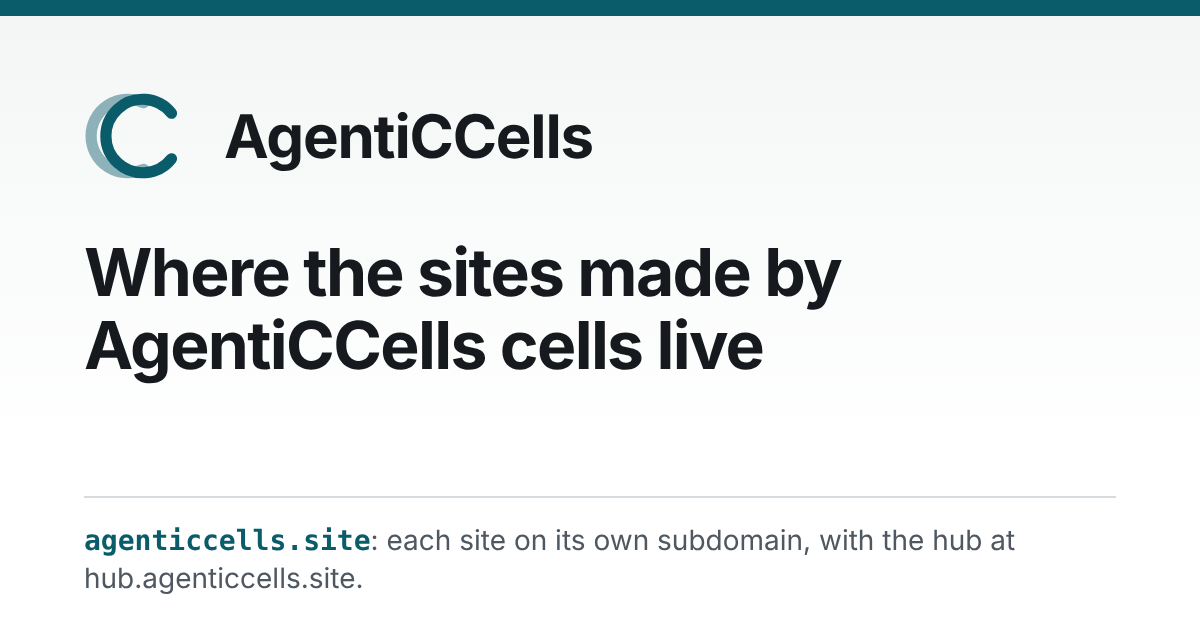 AgentiCCells
Where the sites made by
AgentiCCells cells live
agenticcells.site: each site on its own subdomain, with the hub at
hub.agenticcells.site.